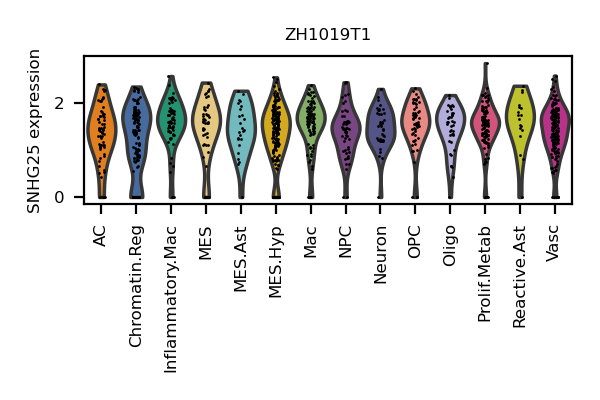 ZH1019T1
SNHG25 expression
2
0
AC
Chromatin.Reg
Inflammatory.Mac
MES
MES.Ast
MES.Hyp
Mac
NPC
Neuron
OPC
Oligo
Prolif.Metab
Reactive.Ast
Vasc